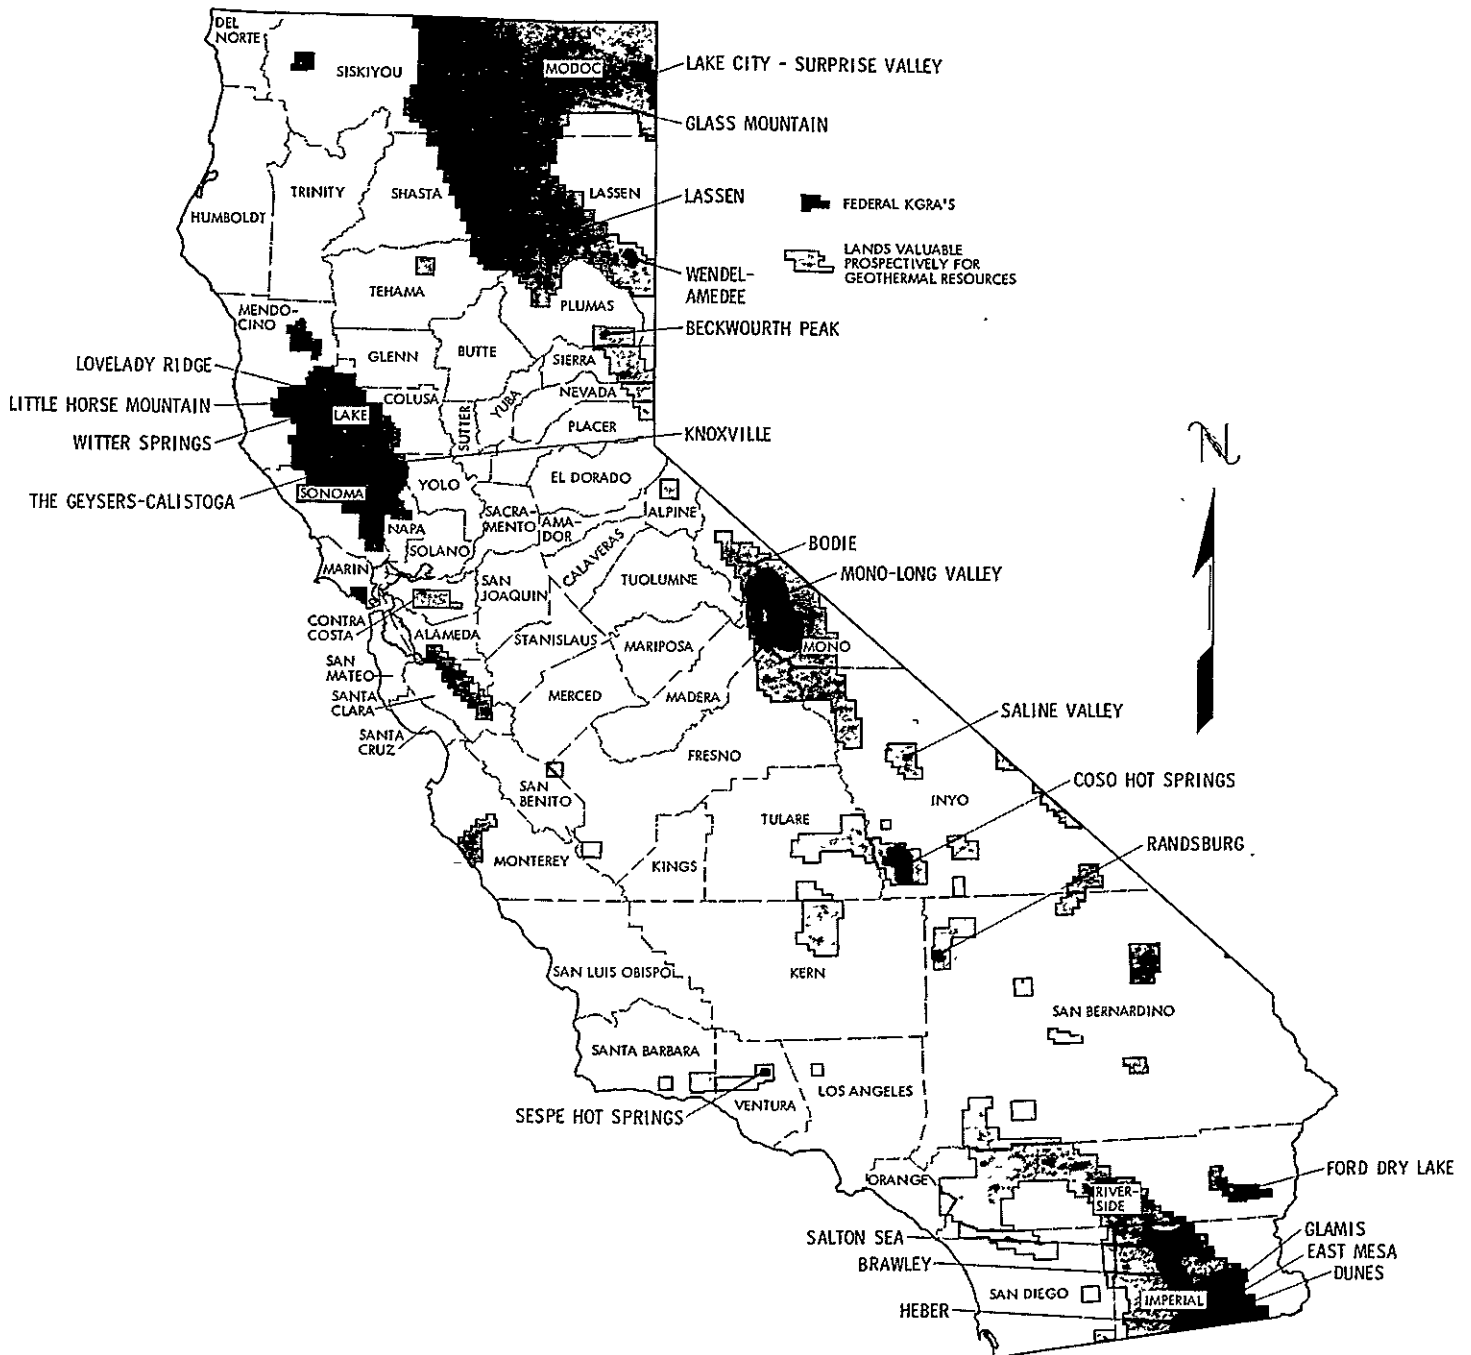 DEL
NORTE
SISKIYOU
MODOC
LAKE CITY - SURPRISE VALLEY
GLASS MOUNTAIN
TRINITY
SHASTA
LASSEN
LASSEN
HUMBOLDT
FEDERAL KGRA'S
LANDS VALUABLE
PROSPECTIVELY FOR
GEOTHERMAL RESOURCES
TEHAMA
WENDEL-
AMEDEE
PLUMAS
MENDO-
CINO
BECKWOURTH PEAK
GLENN
BUTTE
SIERRA
LOVELADY RIDGE
COLUSA
YUBA
NEVADA
LITTLE HORSE MOUNTAIN
LAKE
SUTTER
PLACER
WITTER SPRINGS
KNOXVILLE
THE GEYSERS-CALISTOGA
SONOMA
YOLO
EL DORADO
NAPA
SACRA-
MENTO
AMA-
DOR
ALPINE
SOLANO
CALAVERAS
BODIE
MARIN
SAN
JOAQUIN
TUOLUMNE
MONO-LONG VALLEY
CONTRA
COSTA
ALAMEDA
STANISLAUS
MARIPOSA
MONO
SAN
MATEO
SANTA
CLARA
MERCED
MADERA
SANTA
CRUZ
SALINE VALLEY
FRESNO
SAN
BENITO
INYO
COSO HOT SPRINGS
TULARE
RANDSBURG
MONTEREY
KINGS
SAN LUIS OBISPO
KERN
SAN BERNARDINO
SANTA BARBARA
LOS ANGELES
VENTURA
SESPE HOT SPRINGS
ORANGE
RIVER-
SIDE
FORD DRY LAKE
SALTON SEA
GLAMIS
BRAWLEY
EAST MESA
DUNES
SAN DIEGO
IMPERIAL
HEBER
N